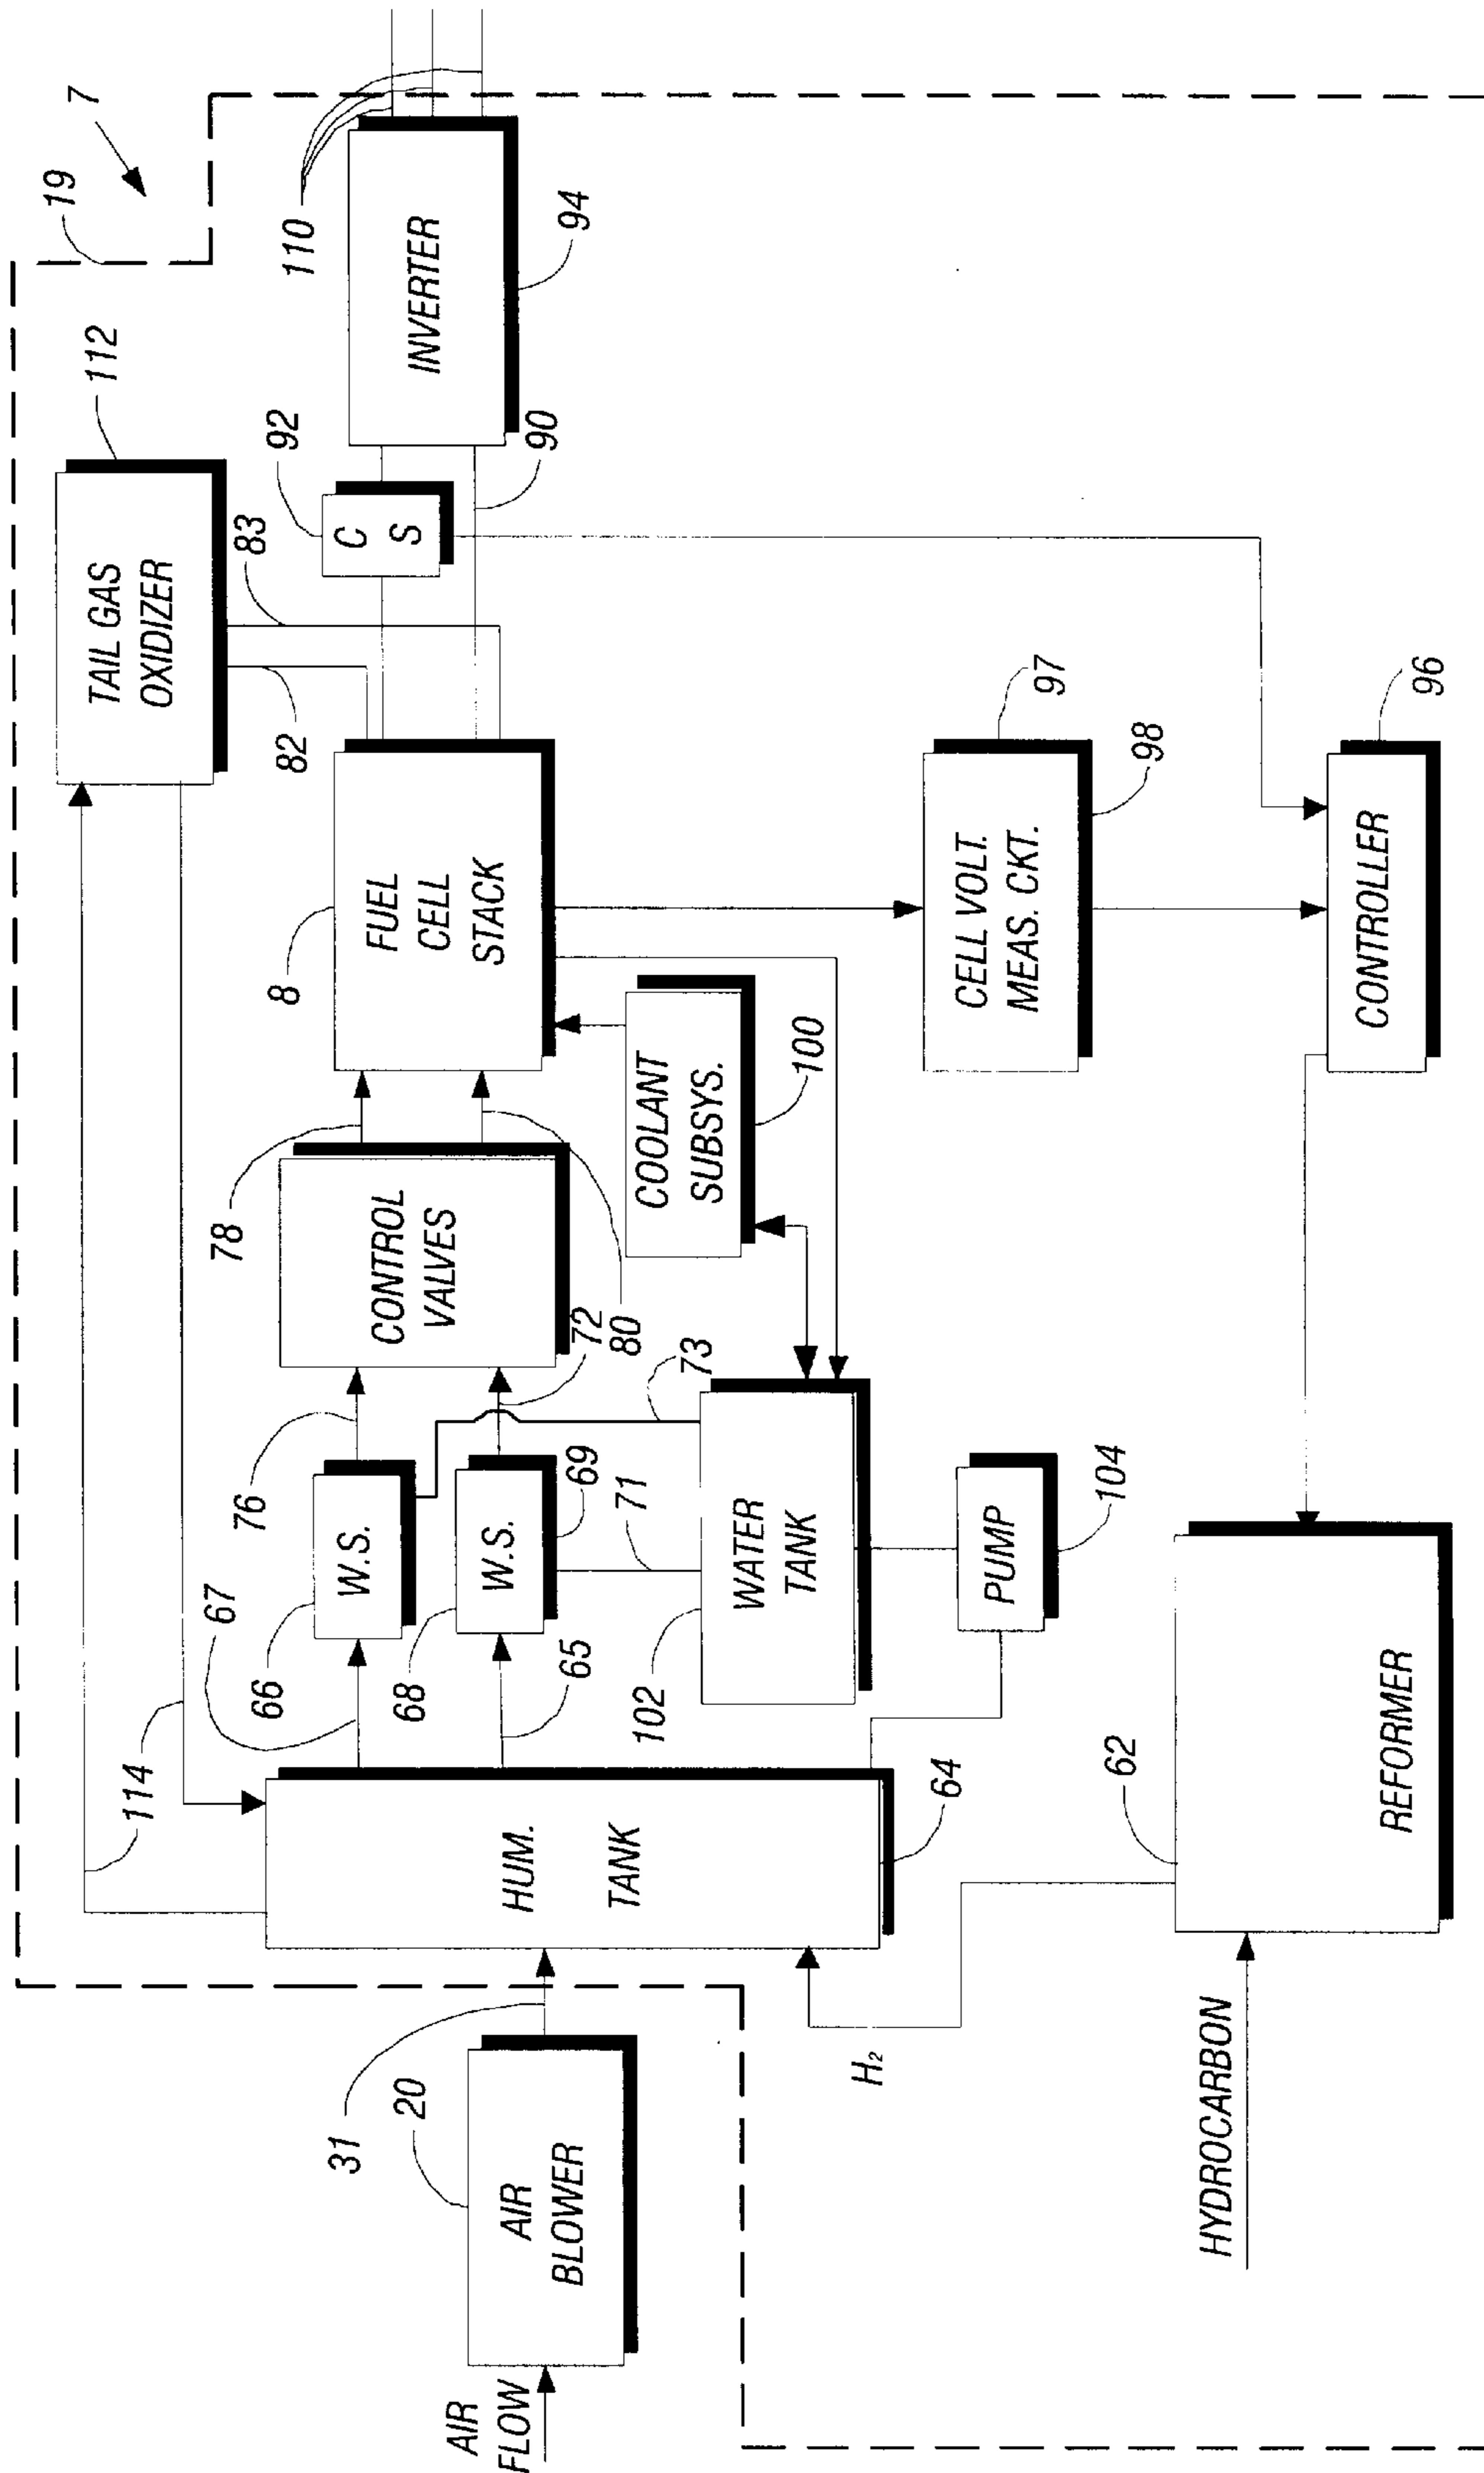 19
7
112
TAIL GAS
OXIDIZER
83
82
92
C
S
90
110
INVERTER
94
114
67
76
66
W.S.
78
CONTROL
VALVES
8
FUEL
CELL
STACK
68
W.S.
69
65
71
72
80
73
COOLANT
SUBSYS.
100
31
20
AIR
BLOWER
AIR
FLOW
HUM.
TANK
64
102
WATER
TANK
PUMP
104
CELL VOLT.
MEAS. CKT.
97
98
H₂
62
REFORMER
HYDROCARBON
CONTROLLER
96